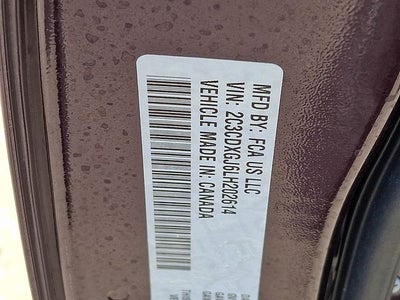 MFD BY: FCA US LLC
VIN: 2C3CDXGJ6LH202614
VEHICLE MADE IN: CANADA